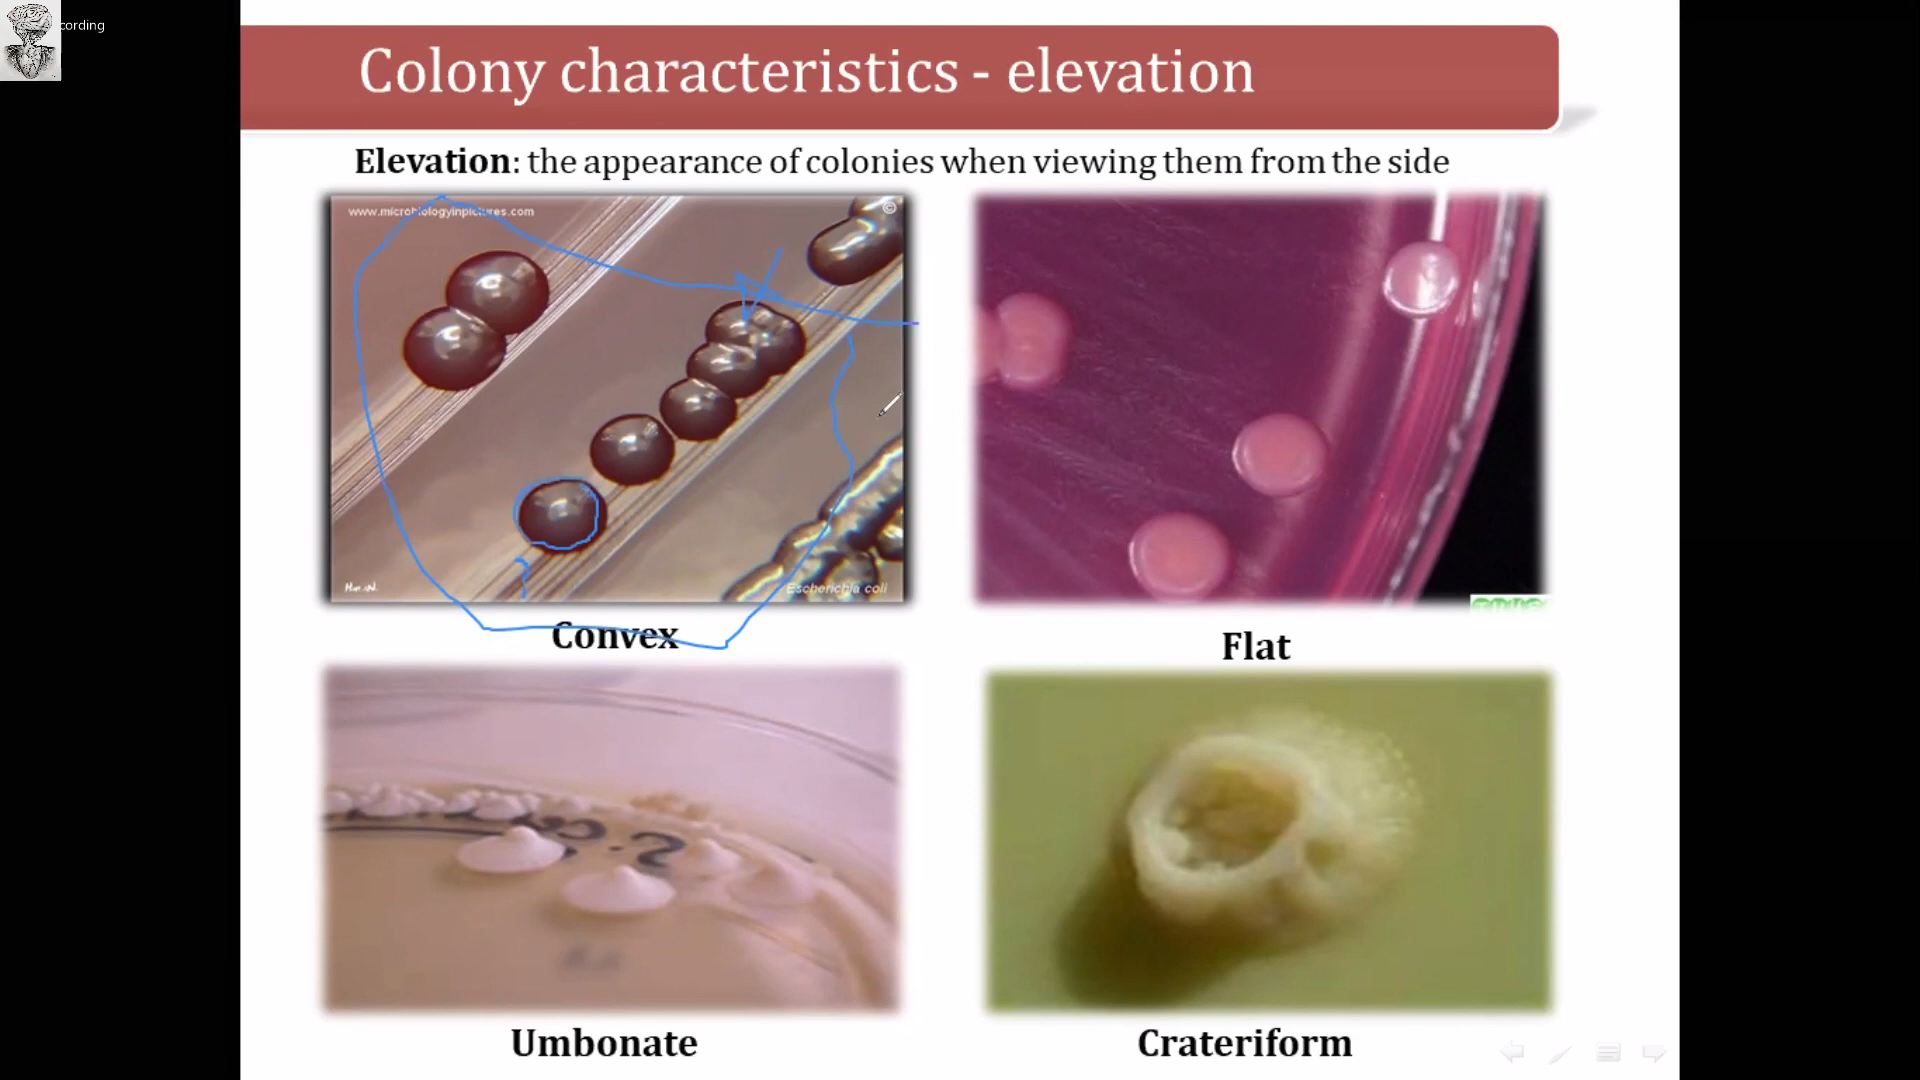 cording
Colony characteristics - elevation
Elevation: the appearance of colonies when viewing them from the side
www.microbiologyinpictures.com
©
Escherichia coli
Convex
Flat
Umbonate
Crateriform